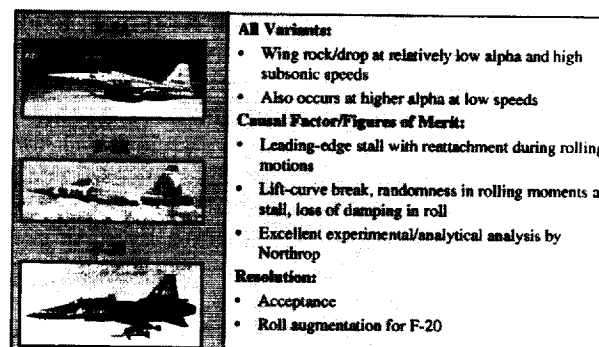 All Variants:
• Wing rock/drop at relatively low alpha and high
subsonic speeds
• Also occurs at higher alpha at low speeds
Causal Factor/Figures of Merit:
• Leading-edge stall with reattachment during rolling
motions
• Lift-curve break, randomness in rolling moments a
stall, loss of damping in roll
• Excellent experimental/analytical analysis by
Northrop
Resolution:
• Acceptance
• Roll augmentation for F-20